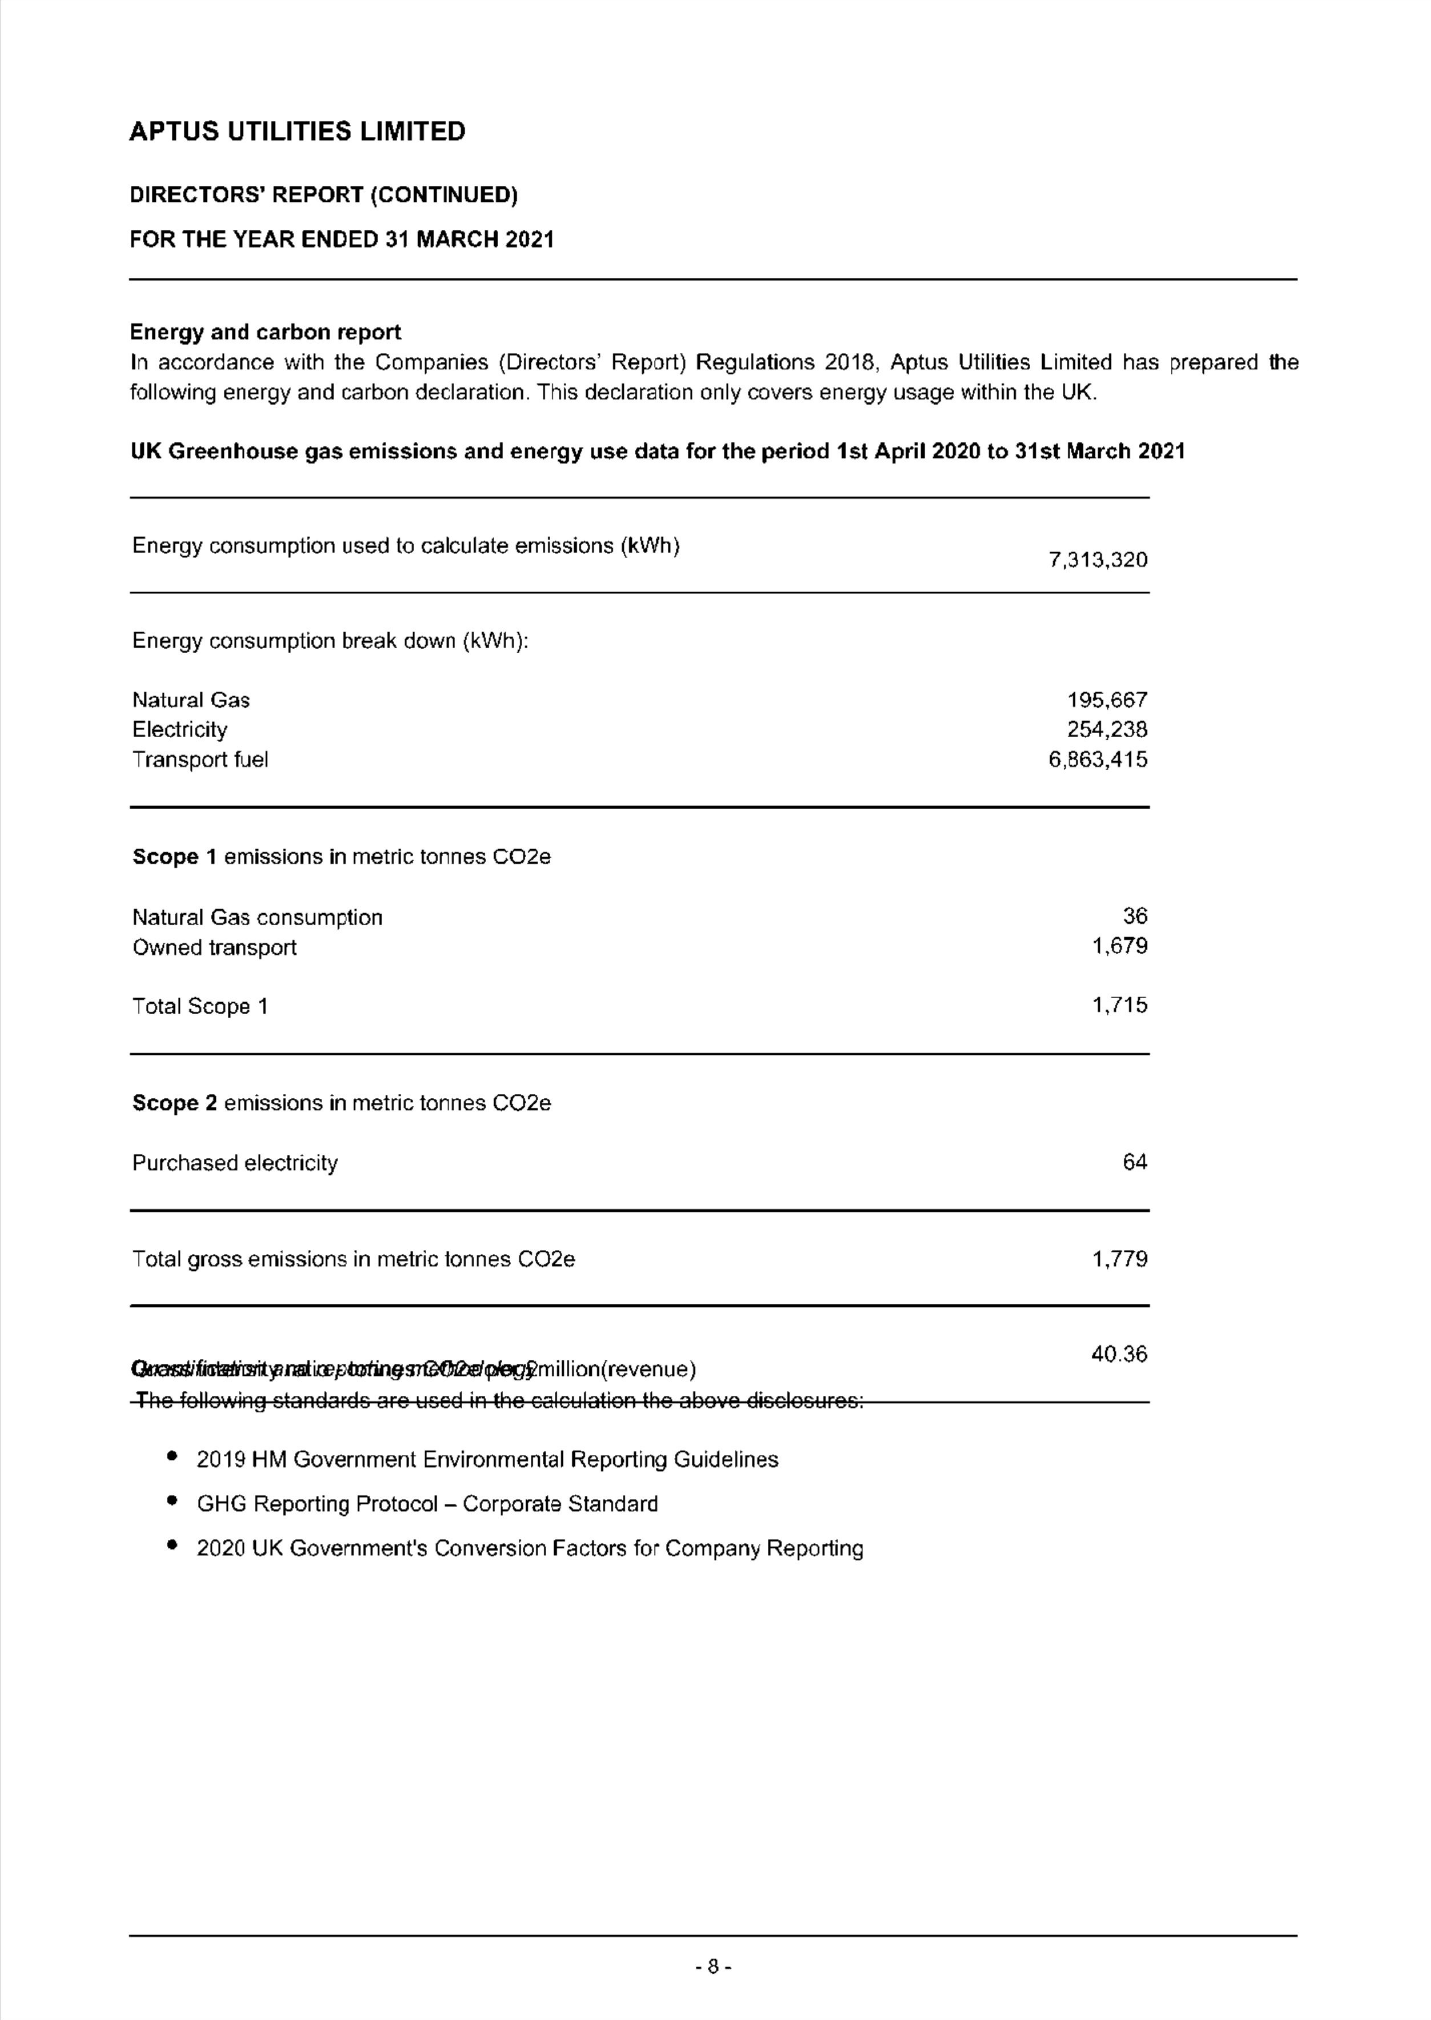 APTUS UTILITIES LIMITED
DIRECTORS' REPORT (CONTINUED)
FOR THE YEAR ENDED 31 MARCH 2021
Energy and carbon report
In accordance with the Companies (Directors' Report) Regulations 2018, Aptus Utilities Limited has prepared the
following energy and carbon declaration. This declaration only covers energy usage within the UK.
UK Greenhouse gas emissions and energy use data for the period 1st April 2020 to 31st March 2021
Energy consumption used to calculate emissions (kWh) 7,313,320
Energy consumption break down (kWh):
Natural Gas 195,667
Electricity 254,238
Transport fuel 6,863,415
Scope 1 emissions in metric tonnes CO2e
Natural Gas consumption 36
Owned transport 1,679
Total Scope 1 1,715
Scope 2 emissions in metric tonnes CO2e
Purchased electricity 64
Total gross emissions in metric tonnes CO2e 1,779
Quantification and reporting methodology
tonnes CO2e per £million(revenue) 40.36
The following standards are used in the calculation the above disclosures:
• 2019 HM Government Environmental Reporting Guidelines
• GHG Reporting Protocol – Corporate Standard
• 2020 UK Government's Conversion Factors for Company Reporting
- 8 -